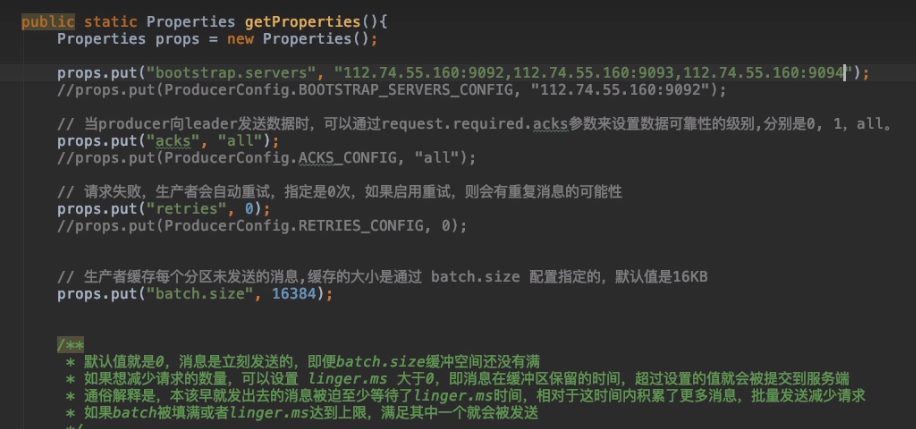 public static Properties getProperties(){
Properties props = new Properties();
props.put("bootstrap.servers", "112.74.55.160:9092,112.74.55.160:9093,112.74.55.160:9094");
//props.put(ProducerConfig.BOOTSTRAP_SERVERS_CONFIG, "112.74.55.160:9092");
// 当producer向leader发送数据时，可以通过request.required.acks参数来设置数据可靠性的级别,分别是0, 1，all。
props.put("acks", "all");
//props.put(ProducerConfig.ACKS_CONFIG, "all");
// 请求失败，生产者会自动重试，指定是0次，如果启用重试，则会有重复消息的可能性
props.put("retries", 0);
//props.put(ProducerConfig.RETRIES_CONFIG, 0);
// 生产者缓存每个分区未发送的消息,缓存的大小是通过 batch.size 配置指定的，默认值是16KB
props.put("batch.size", 16384);
/**
* 默认值就是0，消息是立刻发送的，即便batch.size缓冲空间还没有满
* 如果想减少请求的数量，可以设置 linger.ms 大于0，即消息在缓冲区保留的时间，超过设置的值就会被提交到服务端
* 通俗解释是，本该早就发出去的消息被迫至少等待了linger.ms时间，相对于这时间内积累了更多消息，批量发送减少请求
* 如果batch被填满或者linger.ms达到上限，满足其中一个就会被发送
*/